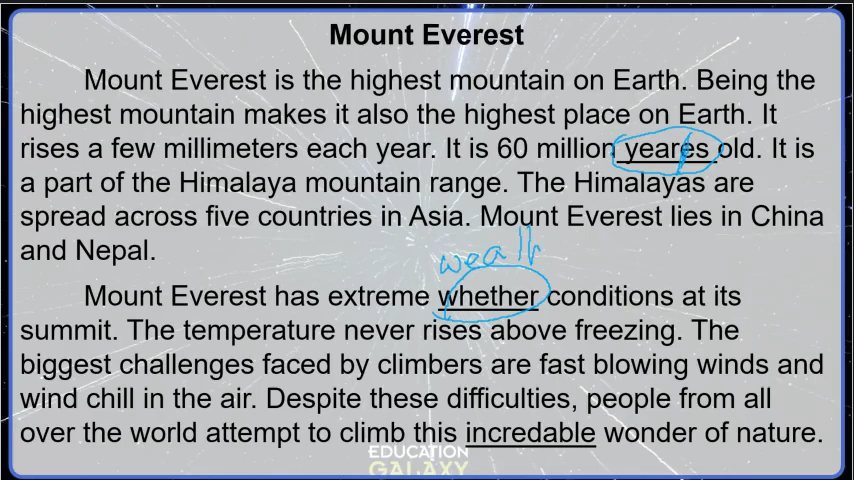 Mount Everest
Mount Everest is the highest mountain on Earth. Being the
highest mountain makes it also the highest place on Earth. It
rises a few millimeters each year. It is 60 million yeares old. It is
a part of the Himalaya mountain range. The Himalayas are
spread across five countries in Asia. Mount Everest lies in China
and Nepal.
Mount Everest has extreme whether conditions at its
summit. The temperature never rises above freezing. The
biggest challenges faced by climbers are fast blowing winds and
wind chill in the air. Despite these difficulties, people from all
over the world attempt to climb this incredable wonder of nature.
EDUCATION
GALAXY